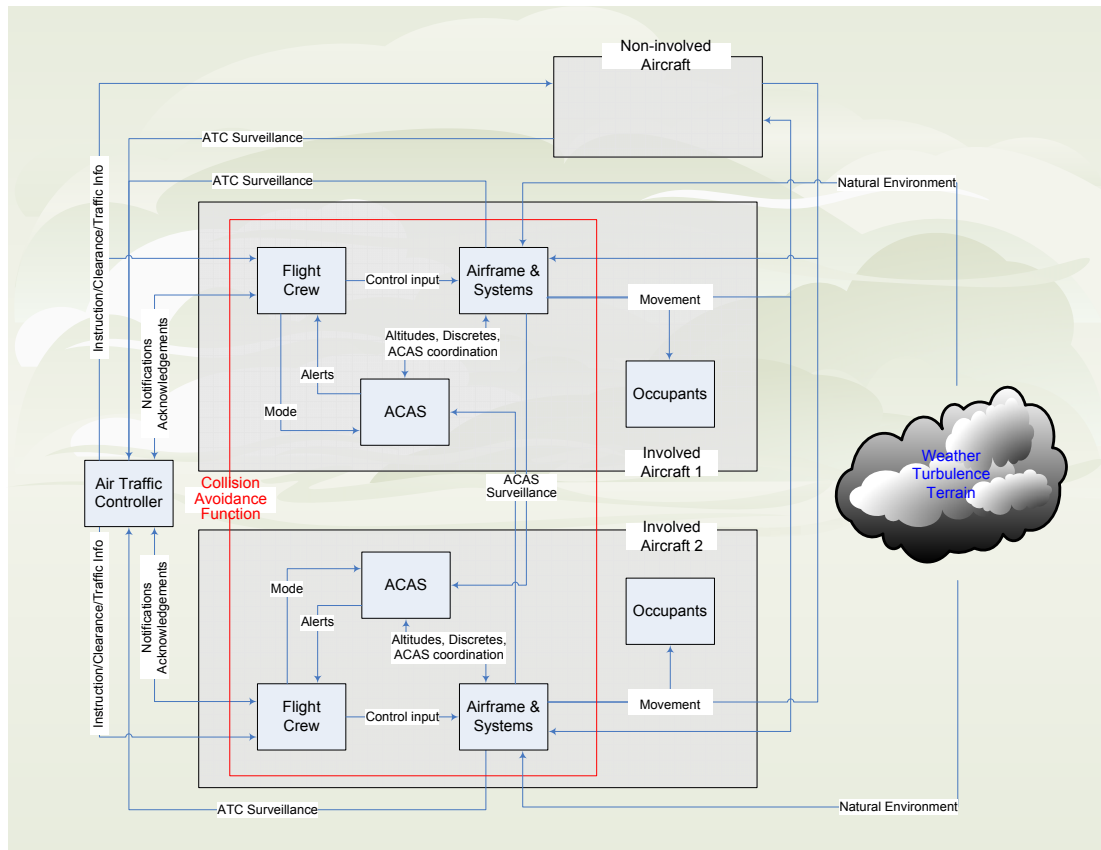 Non-involved
Aircraft
ATC Surveillance
ATC Surveillance
Natural Environment
Instruction/Clearance/Traffic Info
Flight
Crew
Control input
Airframe &
Systems
Movement
Notifications
Acknowledgements
Altitudes, Discretes,
ACAS coordination
Alerts
Mode
ACAS
Occupants
Involved
Aircraft 1
Weather
Turbulence
Terrain
Air Traffic
Controller
Collision
Avoidance
Function
ACAS
Surveillance
Involved
Aircraft 2
Instruction/Clearance/Traffic Info
Notifications
Acknowledgements
Mode
ACAS
Alerts
Occupants
Altitudes, Discretes,
ACAS coordination
Flight
Crew
Control input
Airframe &
Systems
Movement
ATC Surveillance
Natural Environment